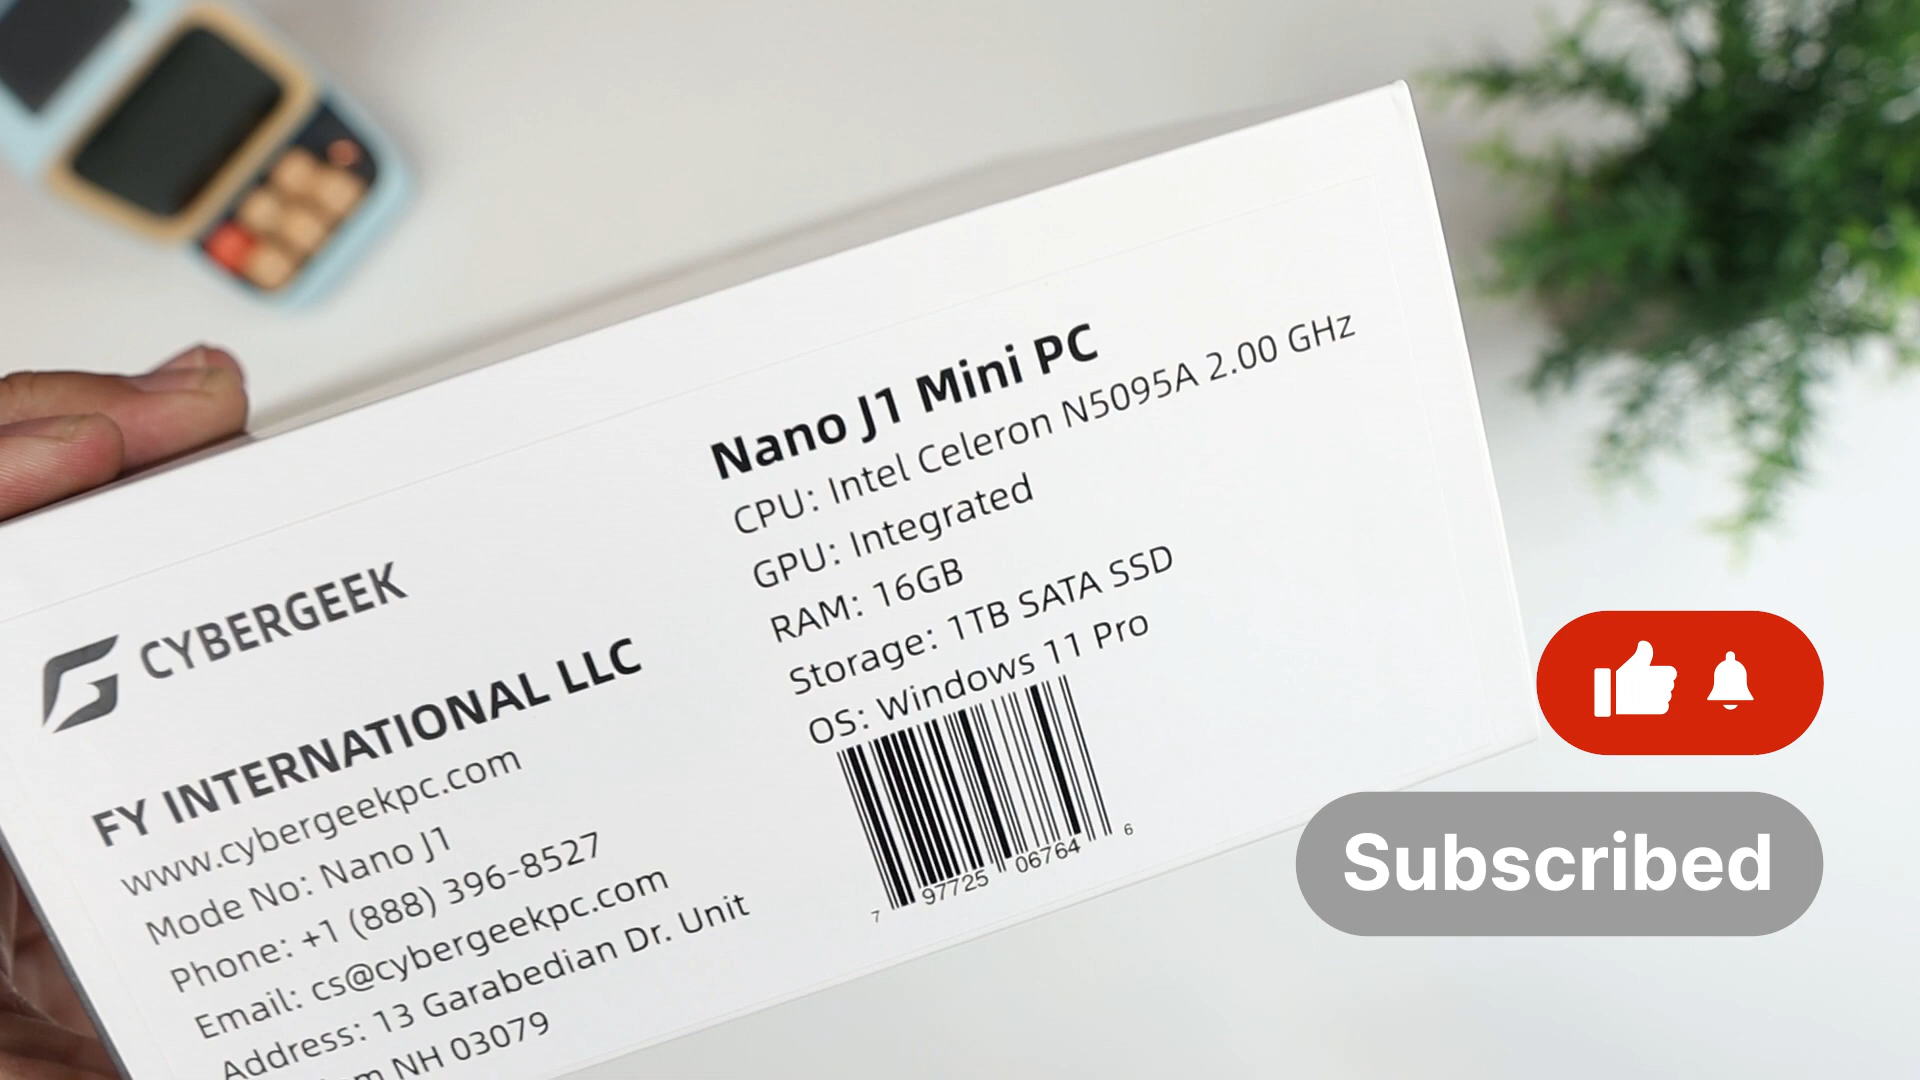 CYBERGEEK
FY INTERNATIONAL LLC
www.cybergeekpc.com
Mode No: Nano J1
Phone: +1 (888) 396-8527
Email: cs@cybergeekpc.com
Address: 13 Garabedian Dr. Unit
NH 03079
Nano J1 Mini PC
CPU: Intel Celeron N5095A 2.00 GHz
GPU: Integrated
RAM: 16GB
Storage: 1TB SATA SSD
OS: Windows 11 Pro
7 97725 06764 6
Subscribed